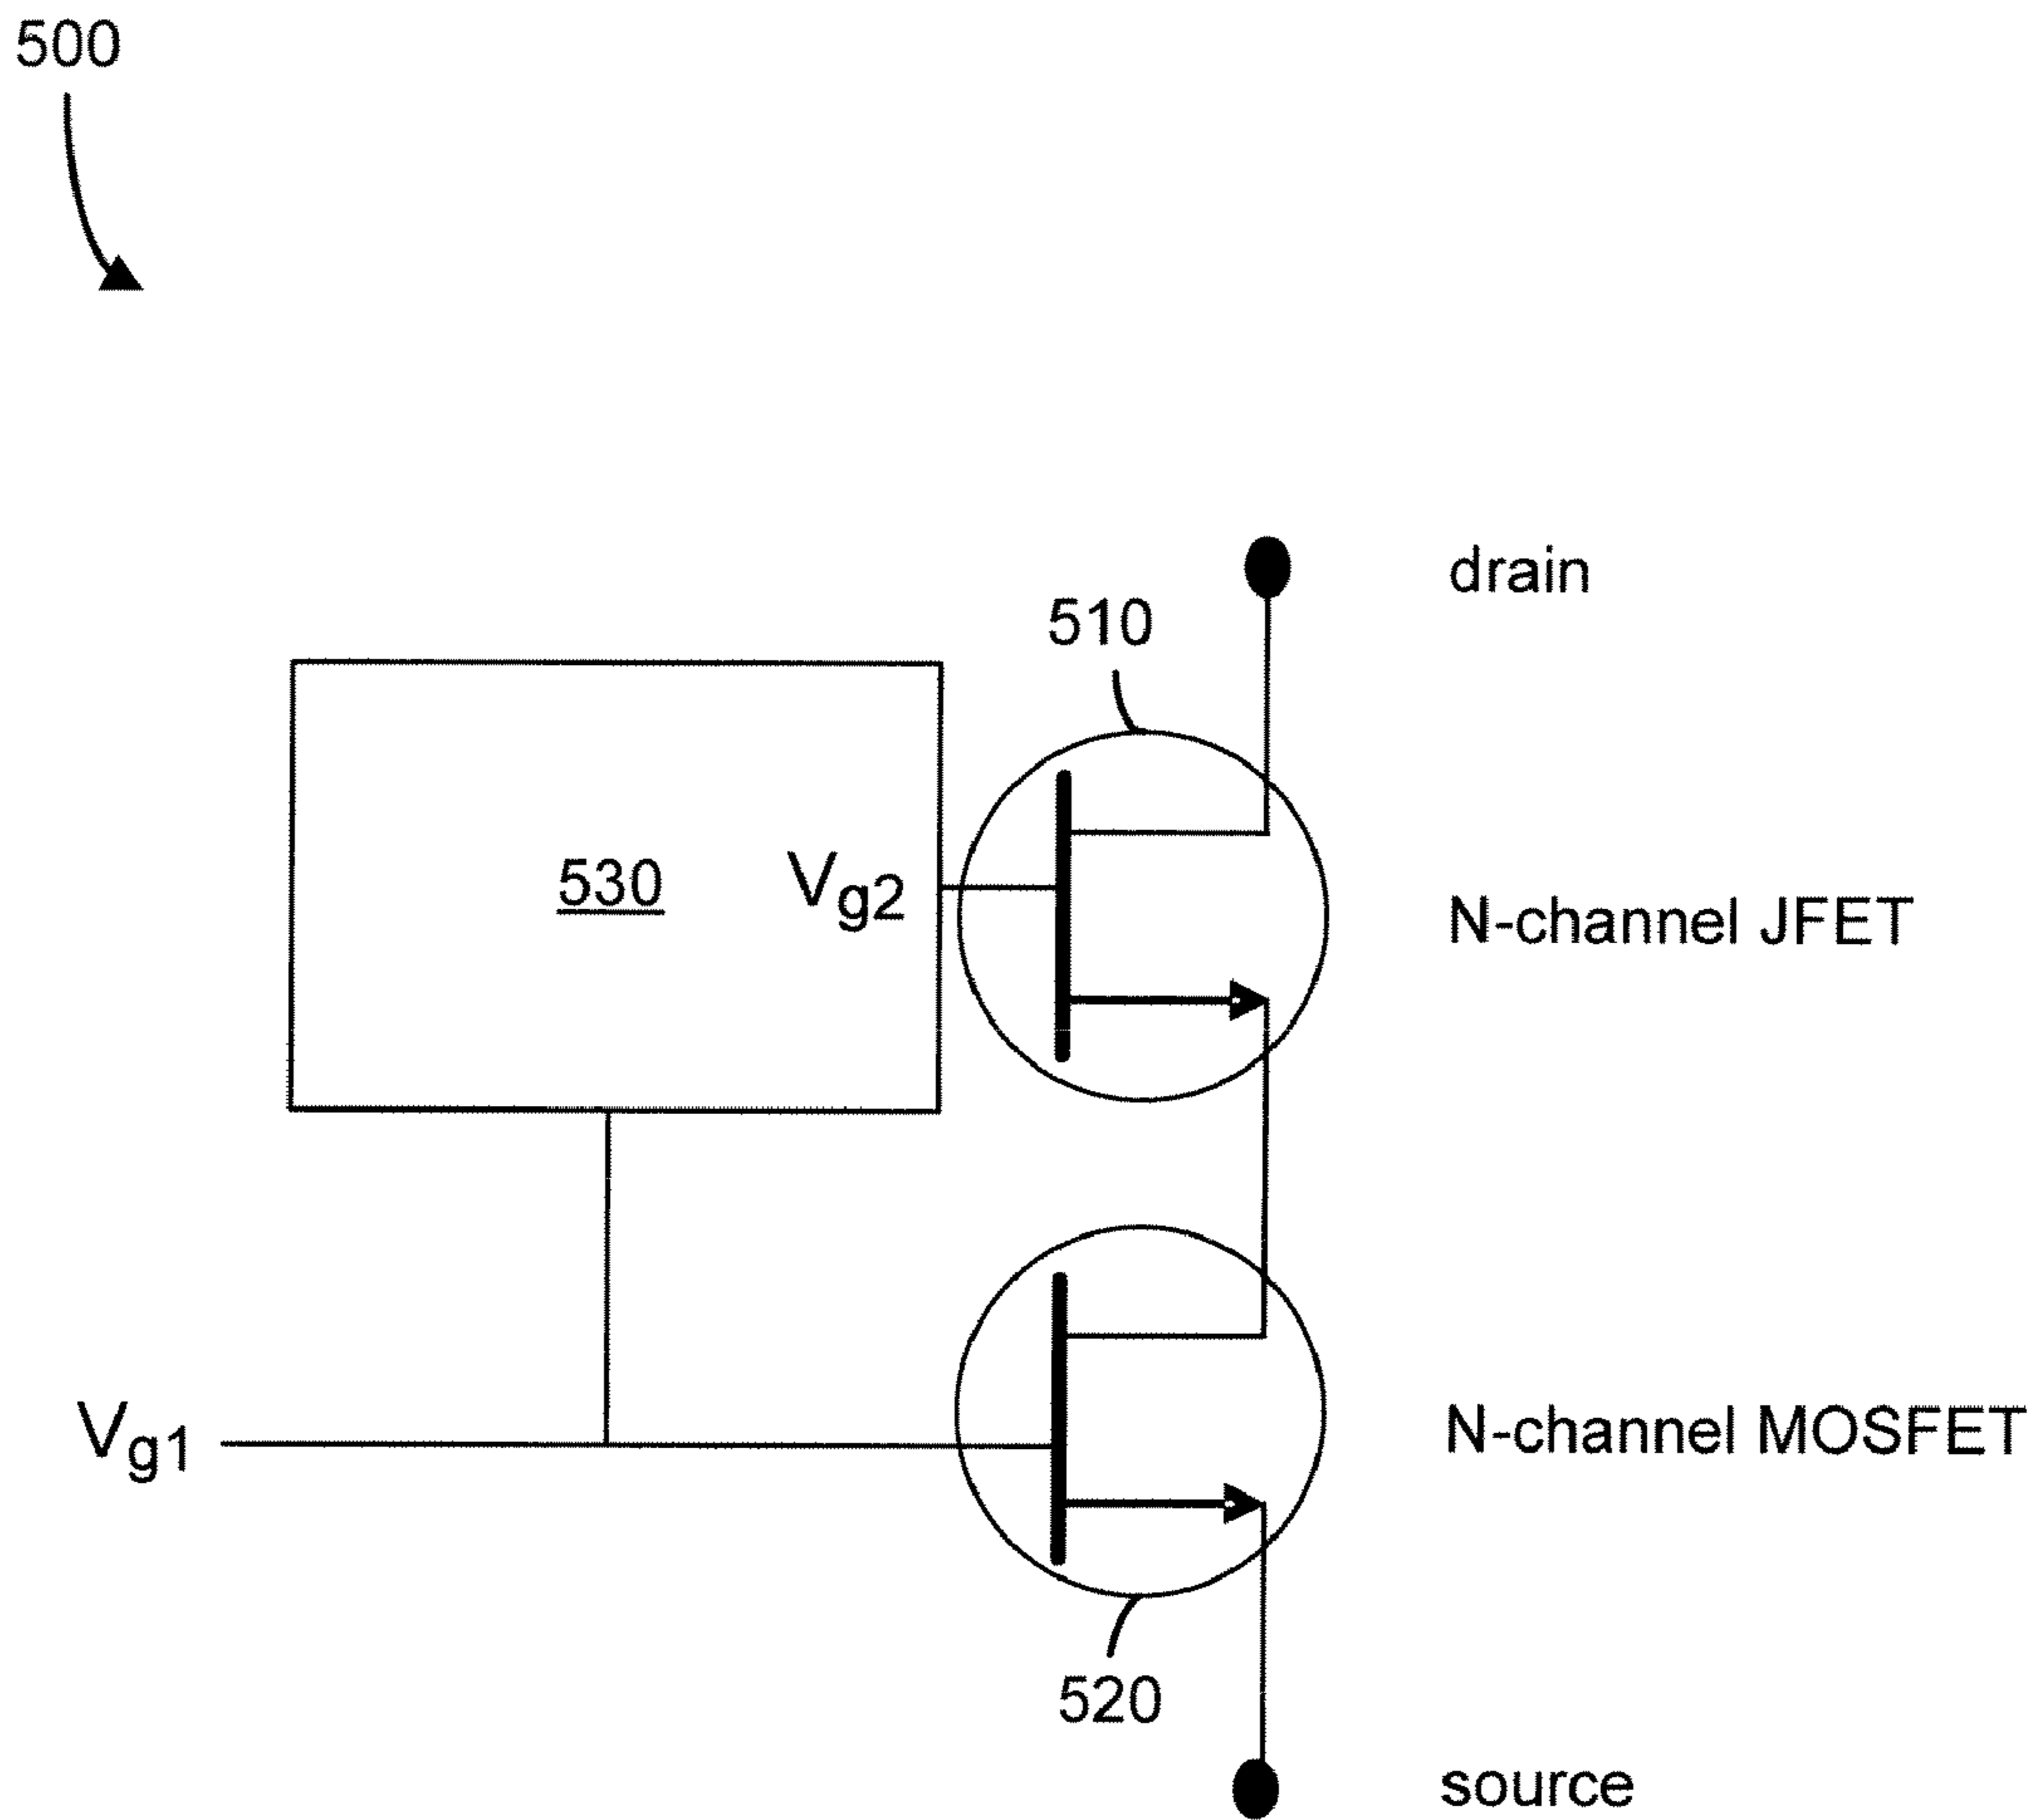 500
drain
510
530
Vg2
N-channel JFET
Vg1
N-channel MOSFET
520
source